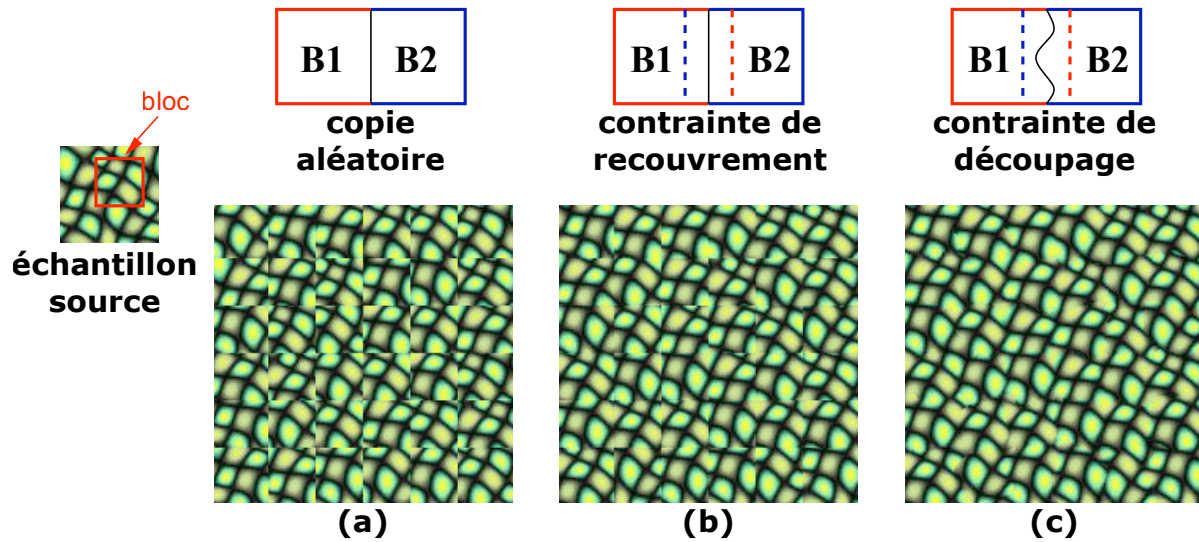 bloc
échantillon
source
B1 B2
copie
aléatoire
(a)
B1 B2
contrainte de
recouvrement
(b)
B1 B2
contrainte de
découpage
(c)